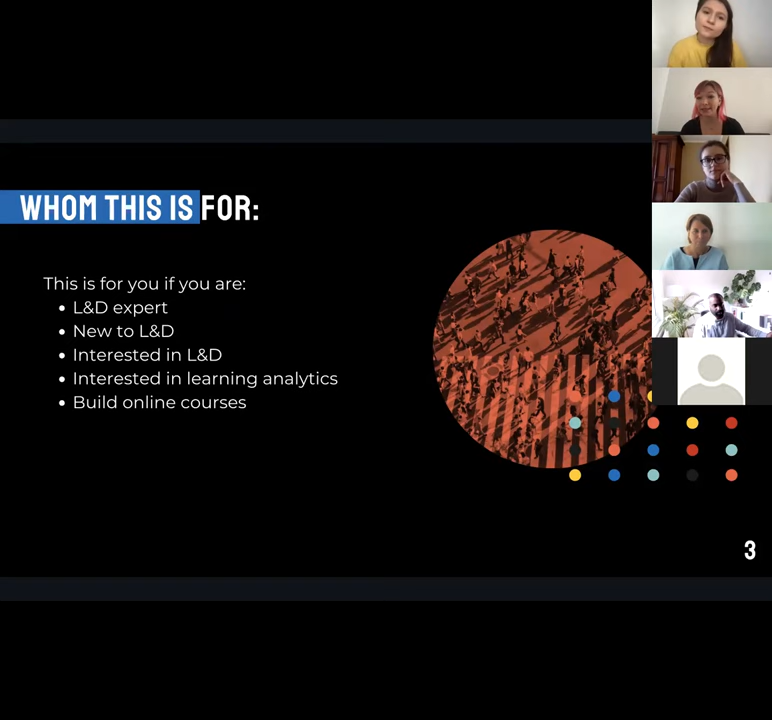 WHOM THIS IS FOR:
This is for you if you are:
• L&D expert
• New to L&D
• Interested in L&D
• Interested in learning analytics
• Build online courses
3